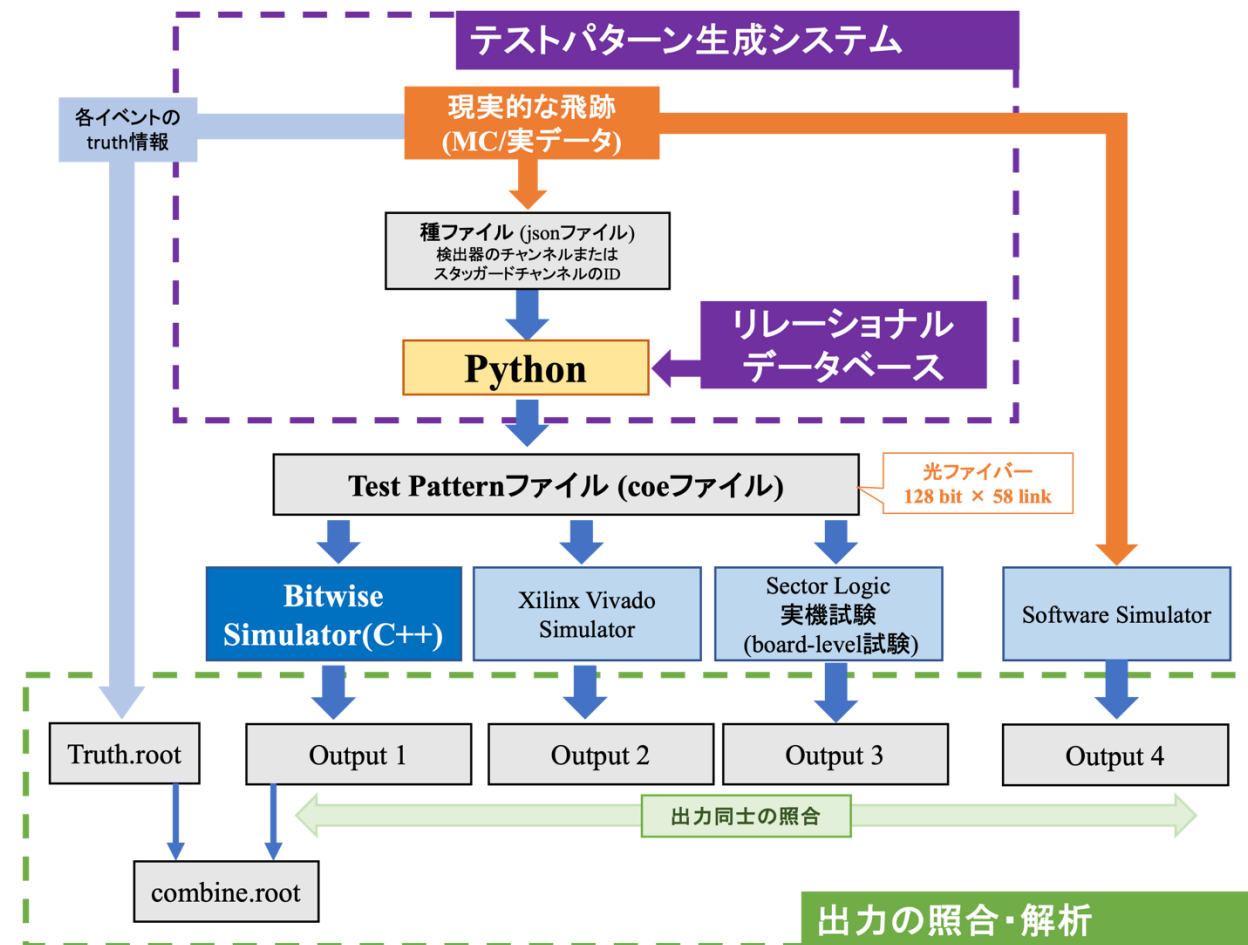 テストパターン生成システム
各イベントの
truth情報
現実的な飛跡
(MC/実データ)
種ファイル (jsonファイル)
検出器のチャンネルまたは
スタッガードチャンネルのID
リレーショナル
データベース
Python
Test Patternファイル (coeファイル)
光ファイバー
128 bit × 58 link
Bitwise
Simulator(C++)
Xilinx Vivado
Simulator
Sector Logic
実機試験
(board-level試験)
Software Simulator
Truth.root
Output 1
Output 2
Output 3
Output 4
出力同士の照合
combine.root
出力の照合・解析